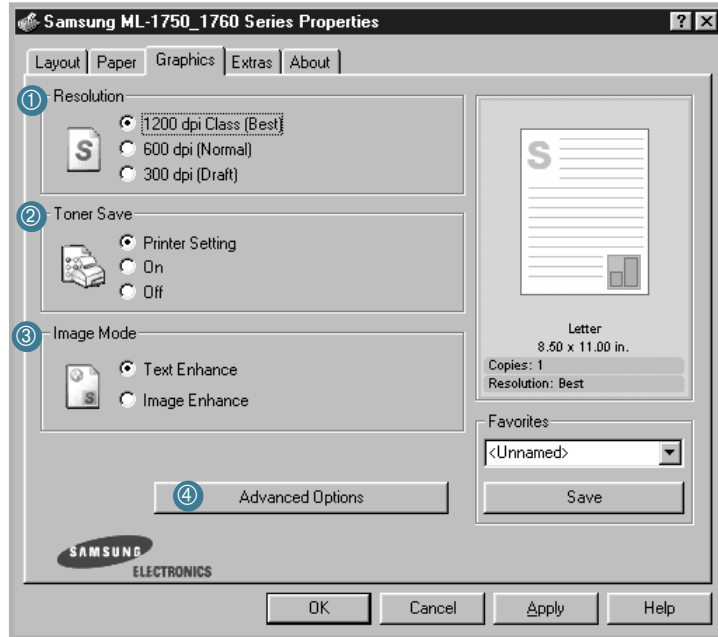 Samsung ML-1750_1760 Series Properties
Layout Paper Graphics Extras About
① Resolution
1200 dpi Class (Best)
600 dpi (Normal)
300 dpi (Draft)
② Toner Save
Printer Setting
On
Off
③ Image Mode
Text Enhance
Image Enhance
④ Advanced Options
SAMSUNG
ELECTRONICS
S
Letter
8.50 x 11.00 in.
Copies: 1
Resolution: Best
Favorites
<Unnamed>
Save
OK Cancel Apply Help